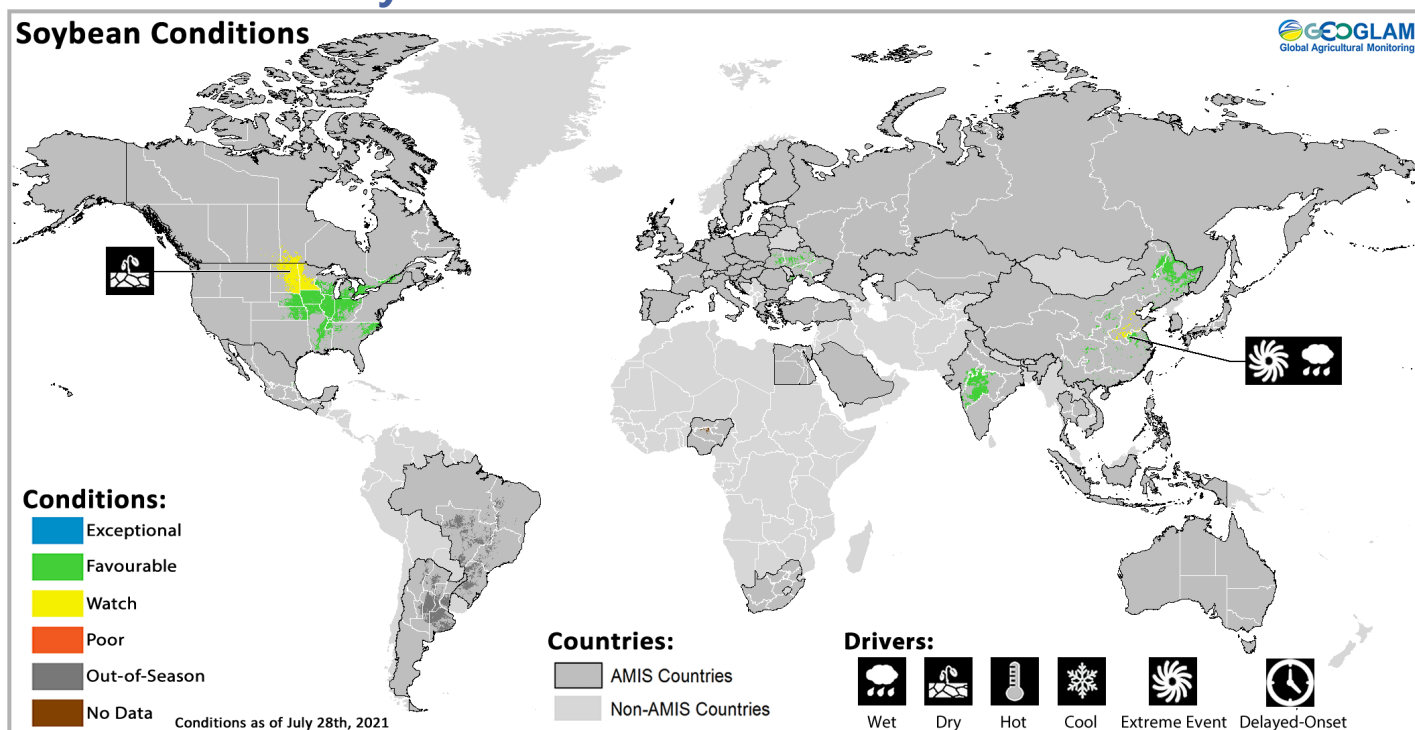 Soybean Conditions
GEOGLAM
Global Agricultural Monitoring
Conditions:
Exceptional
Favourable
Watch
Poor
Out-of-Season
No Data
Conditions as of July 28th, 2021
Countries:
AMIS Countries
Non-AMIS Countries
Drivers:
Wet
Dry
Hot
Cool
Extreme Event
Delayed-Onset